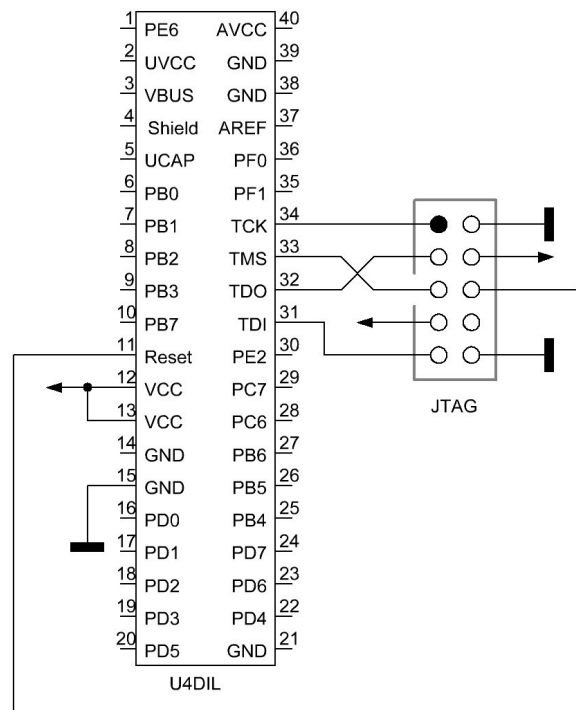 1 PE6 AVCC 40
2 UVCC GND 39
3 VBUS GND 38
4 Shield AREF 37
5 UCAP PF0 36
6 PB0 PF1 35
7 PB1 TCK 34
8 PB2 TMS 33
9 PB3 TDO 32
10 PB7 TDI 31
11 Reset PE2 30
12 VCC PC7 29
13 VCC PC6 28
14 GND PB6 27
15 GND PB5 26
16 PD0 PB4 25
17 PD1 PD7 24
18 PD2 PD6 23
19 PD3 PD4 22
20 PD5 GND 21
U4DIL
JTAG